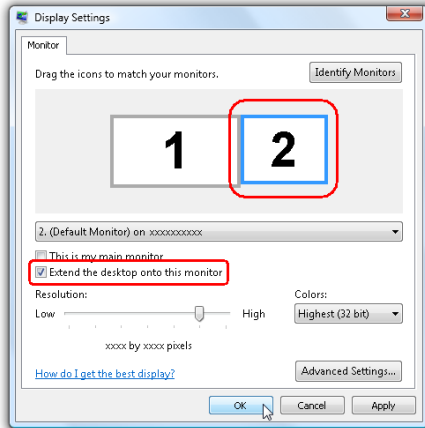 Display Settings
Monitor
Drag the icons to match your monitors.
Identify Monitors
1
2
2. (Default Monitor) on xxxxxxxxxx
This is my main monitor
Extend the desktop onto this monitor
Resolution:
Colors:
Low
High
Highest (32 bit)
xxxx by xxxx pixels
How do I get the best display?
Advanced Settings...
OK
Cancel
Apply